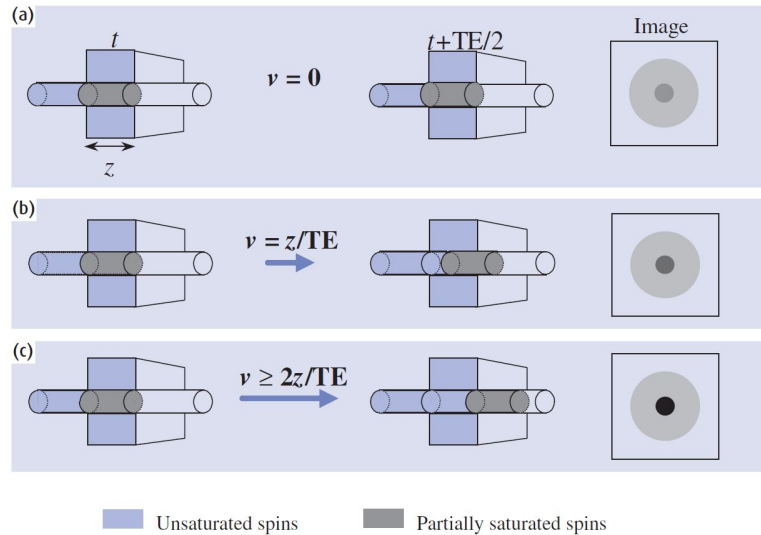 (a)
t
t+TE/2
Image
v = 0
z
(b)
v = z/TE
(c)
v ≥ 2z/TE
Unsaturated spins
Partially saturated spins